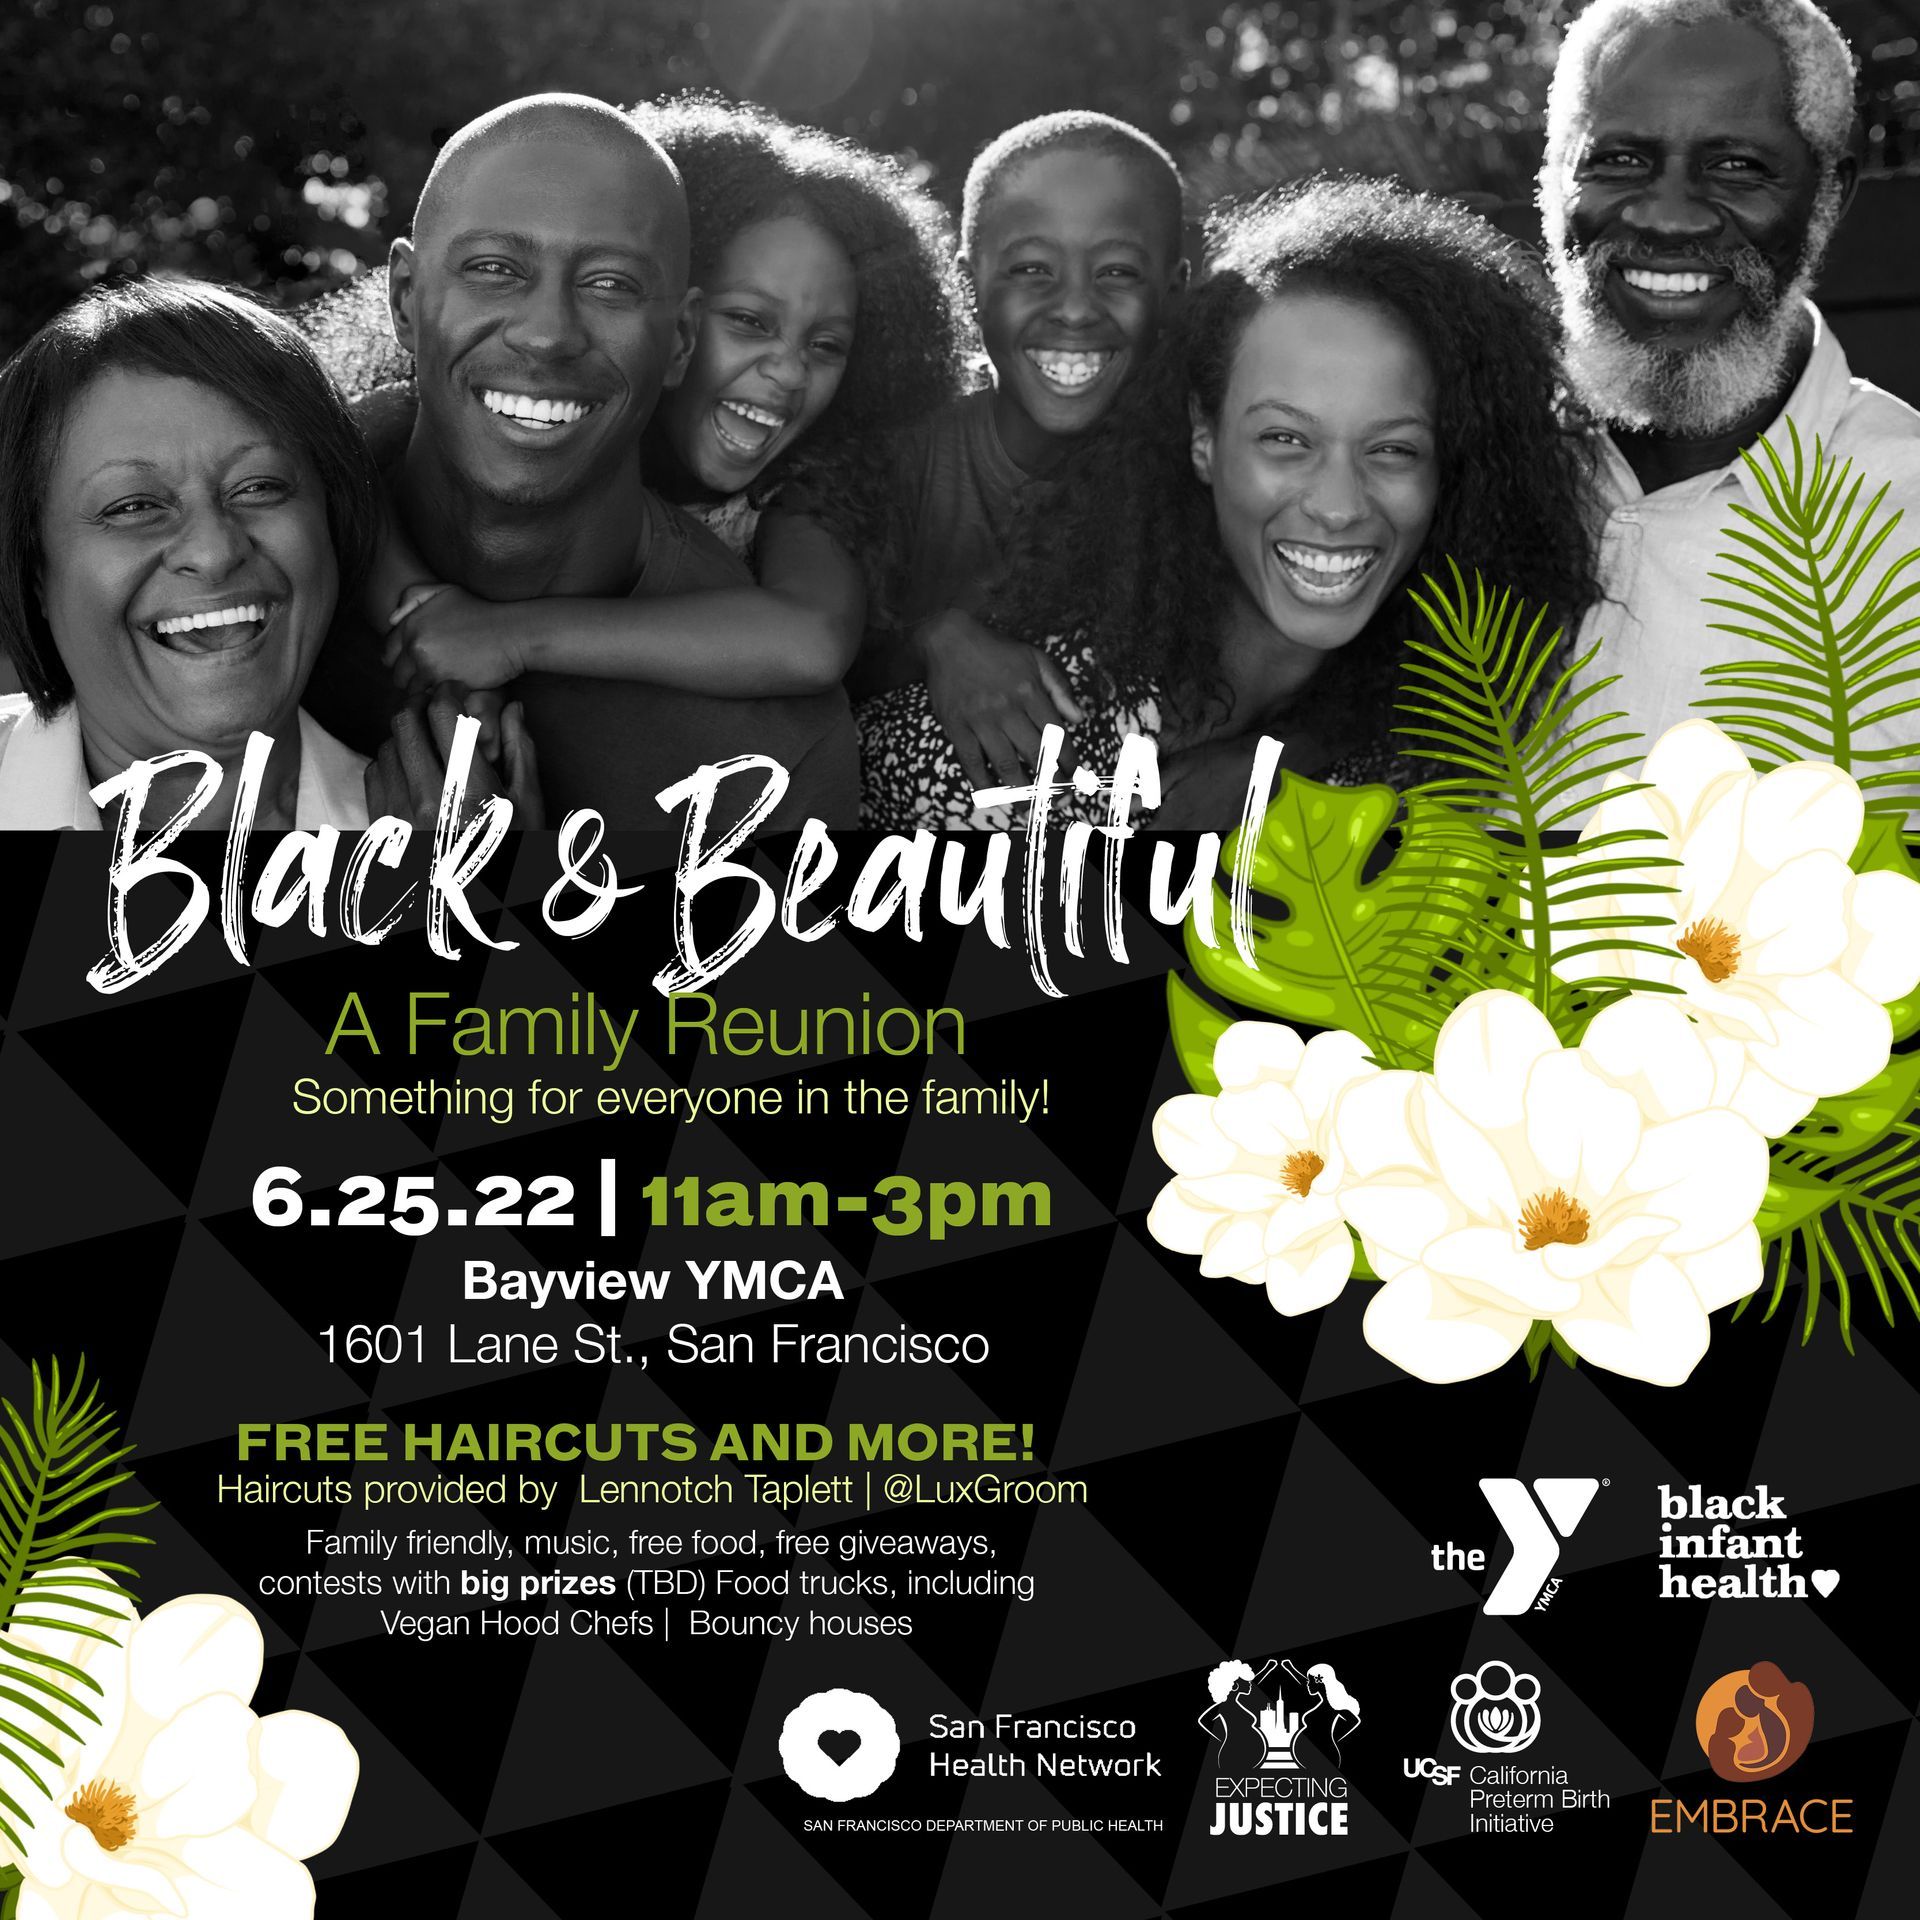 Black & Beautiful
A Family Reunion
Something for everyone in the family!
6.25.22 | 11am-3pm
Bayview YMCA
1601 Lane St., San Francisco
FREE HAIRCUTS AND MORE!
Haircuts provided by Lennotch Taplett | @LuxGroom
Family friendly, music, free food, free giveaways,
contests with big prizes (TBD) Food trucks, including
Vegan Hood Chefs | Bouncy houses
the Y®
YMCA
black
infant
health
San Francisco
Health Network
SAN FRANCISCO DEPARTMENT OF PUBLIC HEALTH
EXPECTING
JUSTICE
UCSF California
Preterm Birth
Initiative
EMBRACE